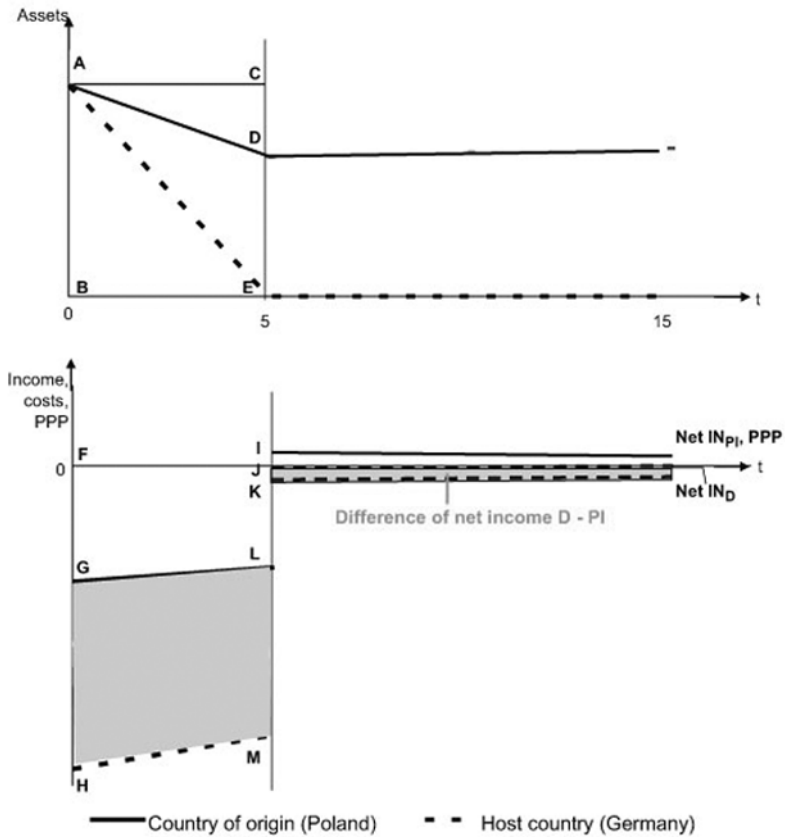 Assets
A
C
D
B
E
t
0
5
15
Income,
costs,
PPP
F
I
Net IN_PI, PPP
0
J
t
K
Net IN_D
Difference of net income D - PI
G
L
M
H
Country of origin (Poland)
Host country (Germany)